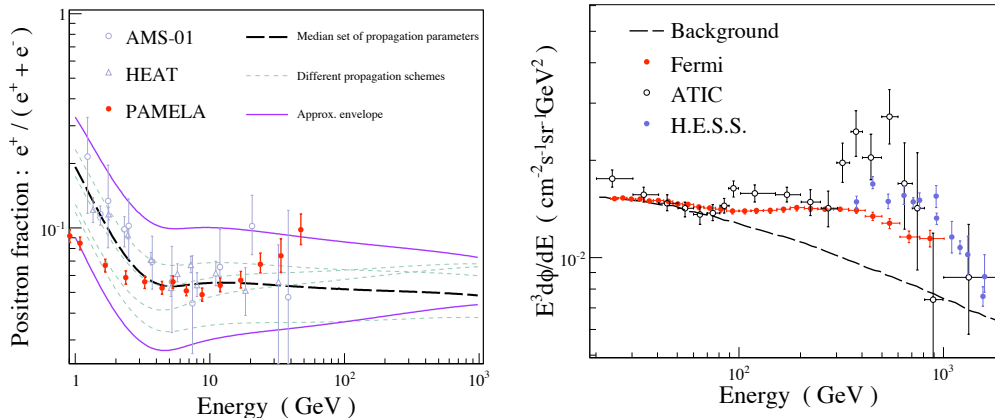 1
AMS-01
HEAT
PAMELA
Median set of propagation parameters
Different propagation schemes
Approx. envelope
Positron fraction : e⁺ / ( e⁺ + e⁻ )
10⁻¹
1 10 10² 10³
Energy ( GeV )
Background
Fermi
ATIC
H.E.S.S.
E³dϕ/dE ( cm⁻²s⁻¹sr⁻¹GeV² )
10⁻²
10² 10³
Energy ( GeV )